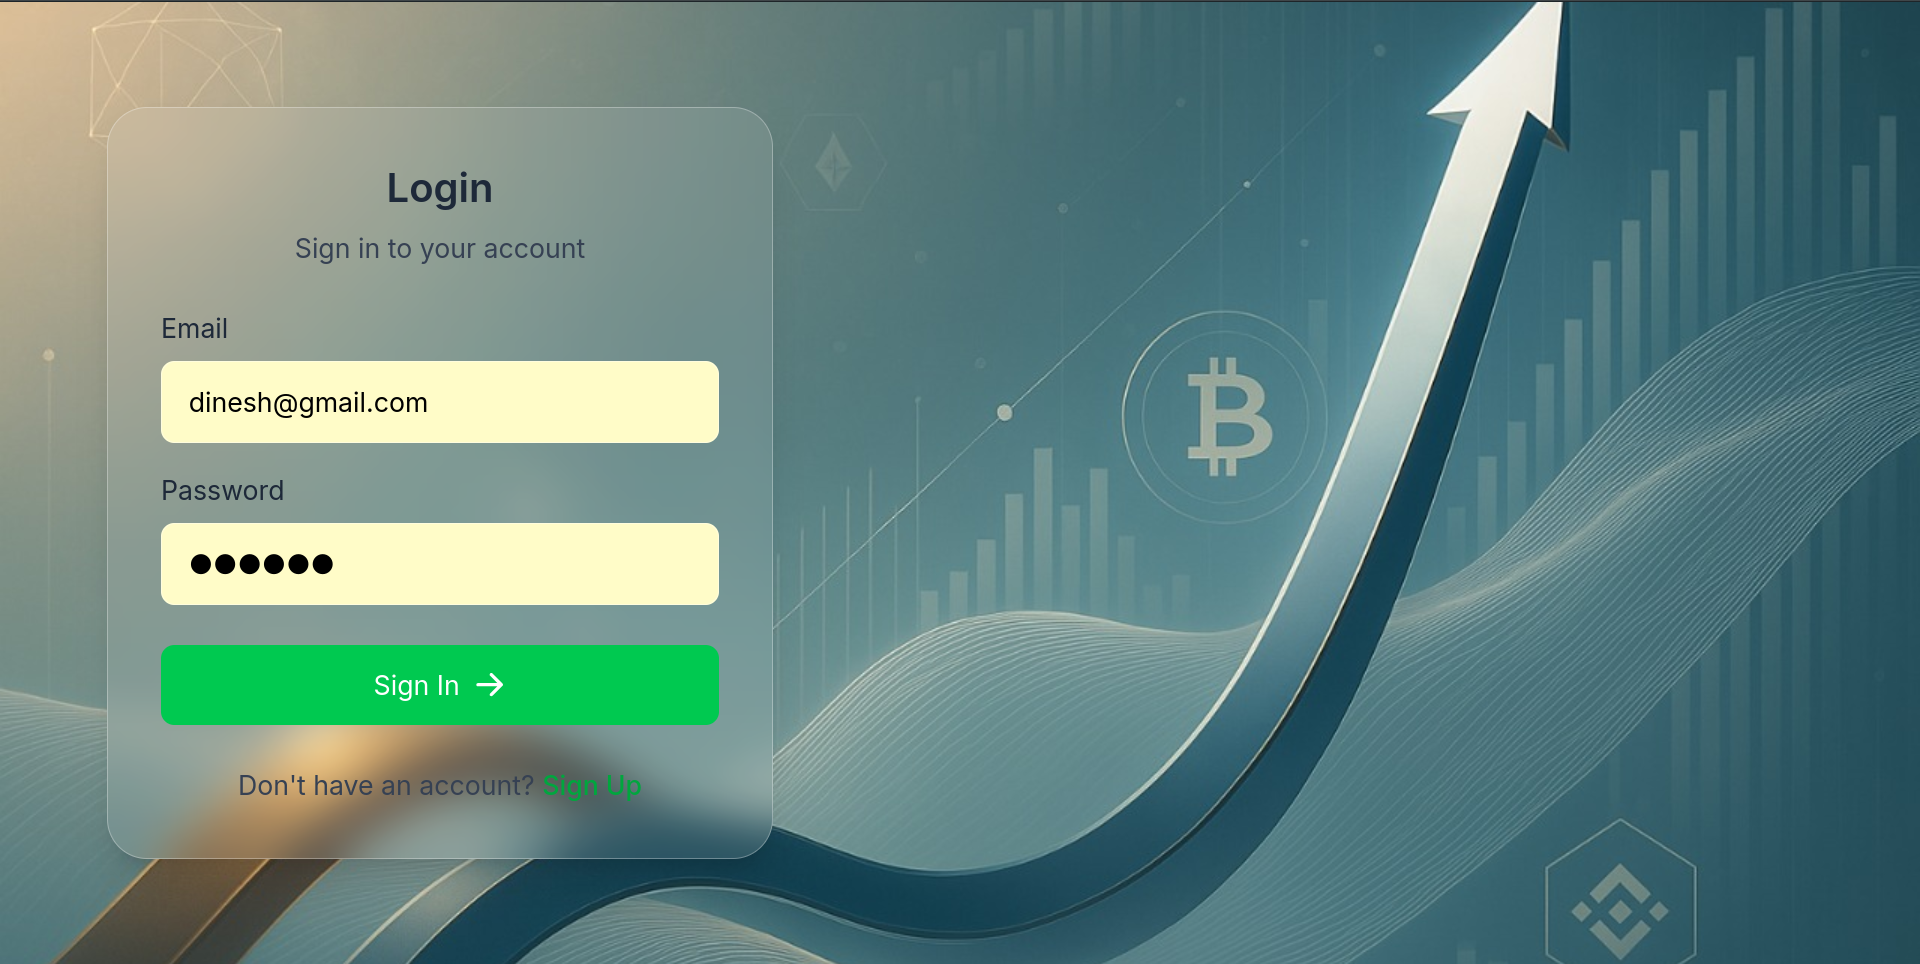 Login
Sign in to your account
Email
dinesh@gmail.com
Password
●●●●●●
Sign In →
Don't have an account? Sign Up